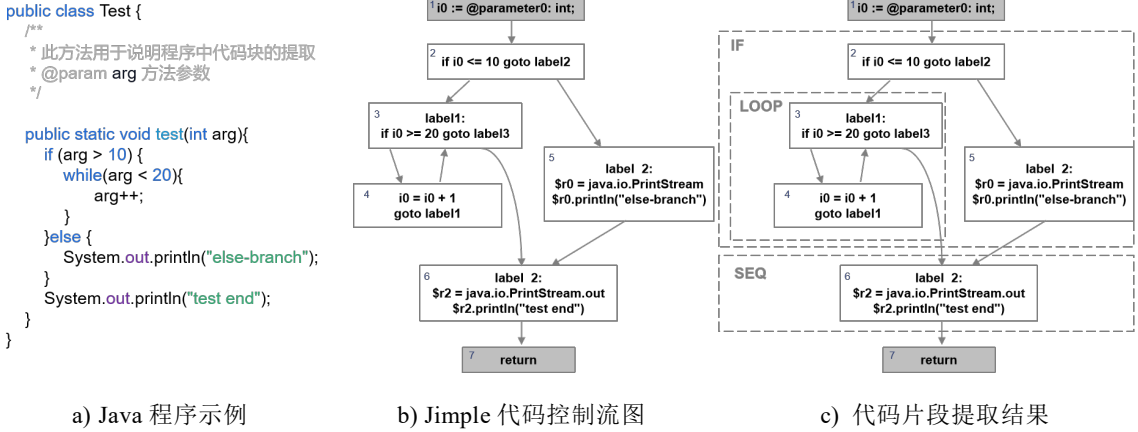 public class Test {
/**
* 此方法用于说明程序中代码块的提取
* @param arg 方法参数
*/
public static void test(int arg){
if (arg > 10) {
while(arg < 20){
arg++;
}
}else {
System.out.println("else-branch");
}
System.out.println("test end");
}
}
a) Java 程序示例
1 i0 := @parameter0: int;
2
if i0 <= 10 goto label2
3
label1:
if i0 >= 20 goto label3
4
i0 = i0 + 1
goto label1
5
label 2:
$r0 = java.io.PrintStream
$r0.println("else-branch")
6
label 2:
$r2 = java.io.PrintStream.out
$r2.println("test end")
7
return
b) Jimple 代码控制流图
1 i0 := @parameter0: int;
IF
2
if i0 <= 10 goto label2
LOOP
3
label1:
if i0 >= 20 goto label3
4
i0 = i0 + 1
goto label1
5
label 2:
$r0 = java.io.PrintStream
$r0.println("else-branch")
SEQ
6
label 2:
$r2 = java.io.PrintStream.out
$r2.println("test end")
7
return
c) 代码片段提取结果